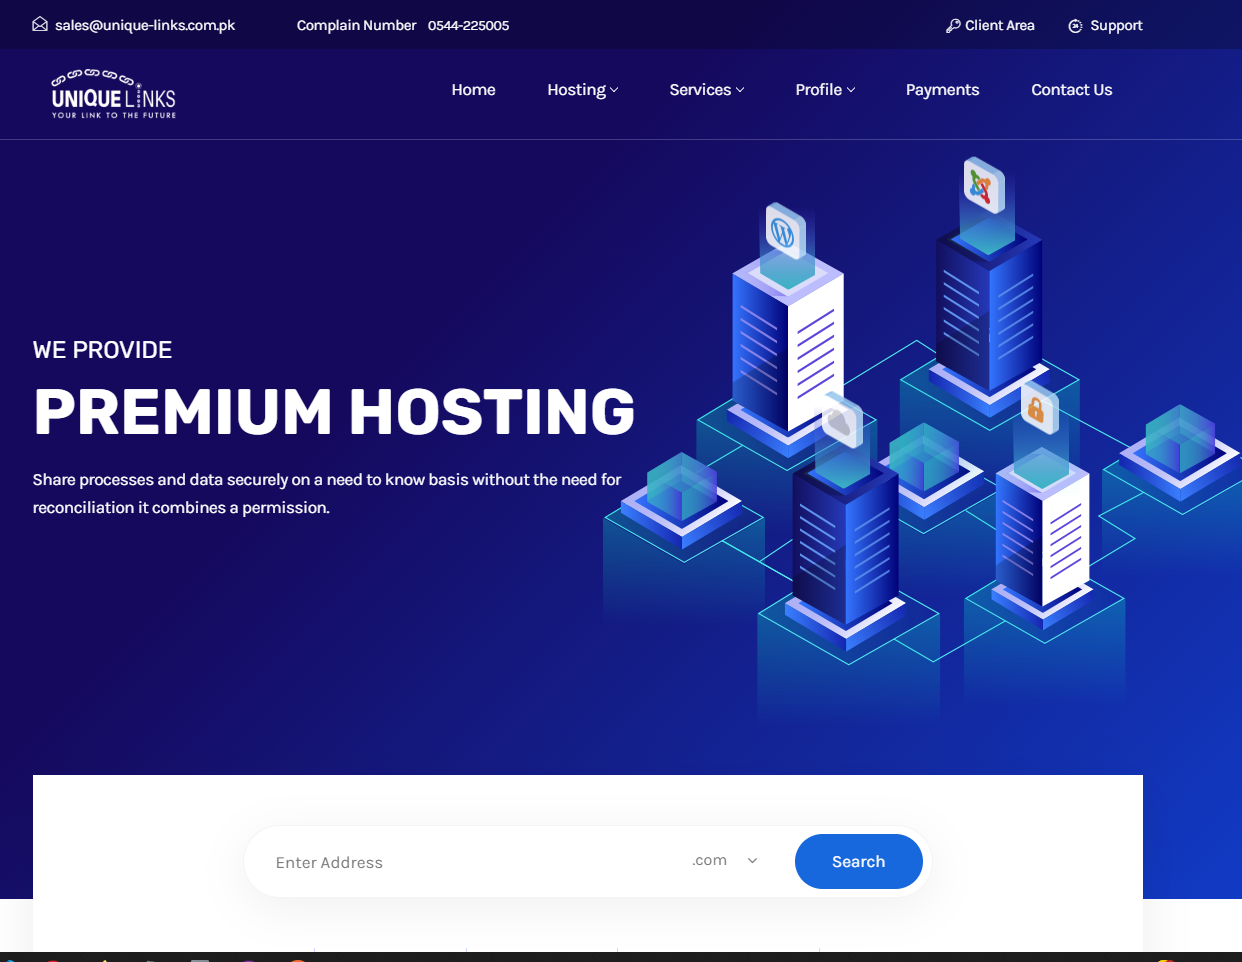 sales@unique-links.com.pk Complain Number 0544-225005 Client Area Support
UNIQUE LINKS
YOUR LINK TO THE FUTURE
Home Hosting Services Profile Payments Contact Us
WE PROVIDE
PREMIUM HOSTING
Share processes and data securely on a need to know basis without the need for
reconciliation it combines a permission.
Enter Address .com Search